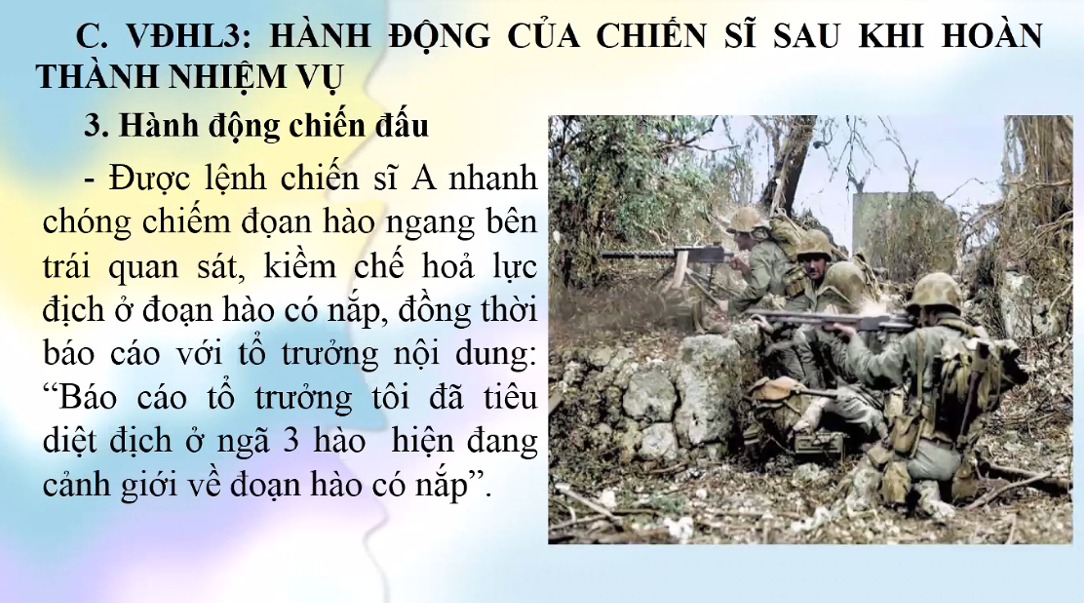 C. VĐHL3: HÀNH ĐỘNG CỦA CHIẾN SĨ SAU KHI HOÀN
THÀNH NHIỆM VỤ
3. Hành động chiến đấu
- Được lệnh chiến sĩ A nhanh
chóng chiếm đọan hào ngang bên
trái quan sát, kiềm chế hoả lực
địch ở đoạn hào có nắp, đồng thời
báo cáo với tổ trưởng nội dung:
“Báo cáo tổ trưởng tôi đã tiêu
diệt địch ở ngã 3 hào hiện đang
cảnh giới về đoạn hào có nắp”.